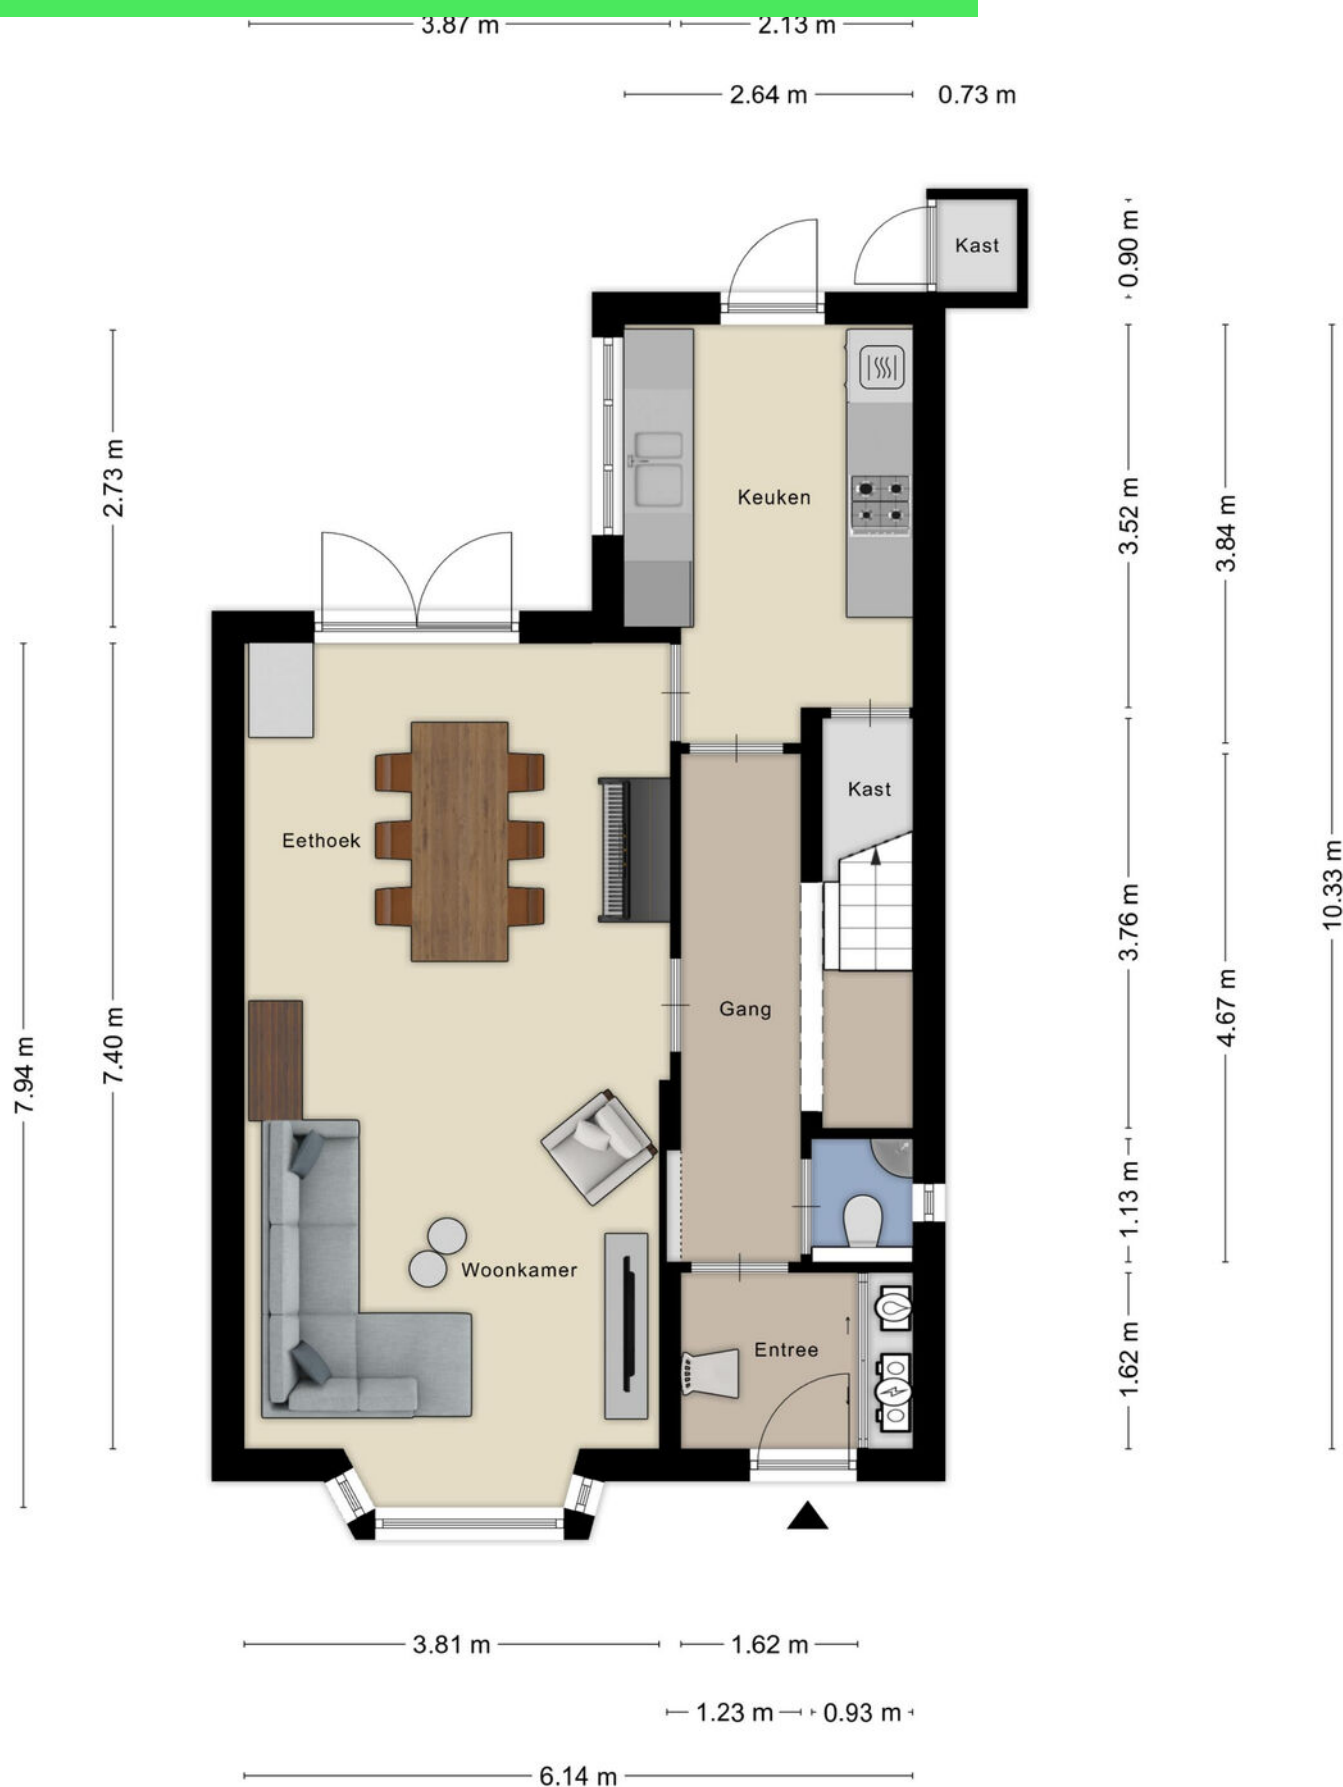 3.87 m
2.13 m
2.64 m
0.73 m
Kast
0.90 m
2.73 m
Keuken
3.52 m
3.84 m
Kast
Eethoek
10.33 m
3.76 m
Gang
4.67 m
7.40 m
7.94 m
1.13 m
Woonkamer
Entree
1.62 m
3.81 m
1.62 m
1.23 m
0.93 m
6.14 m